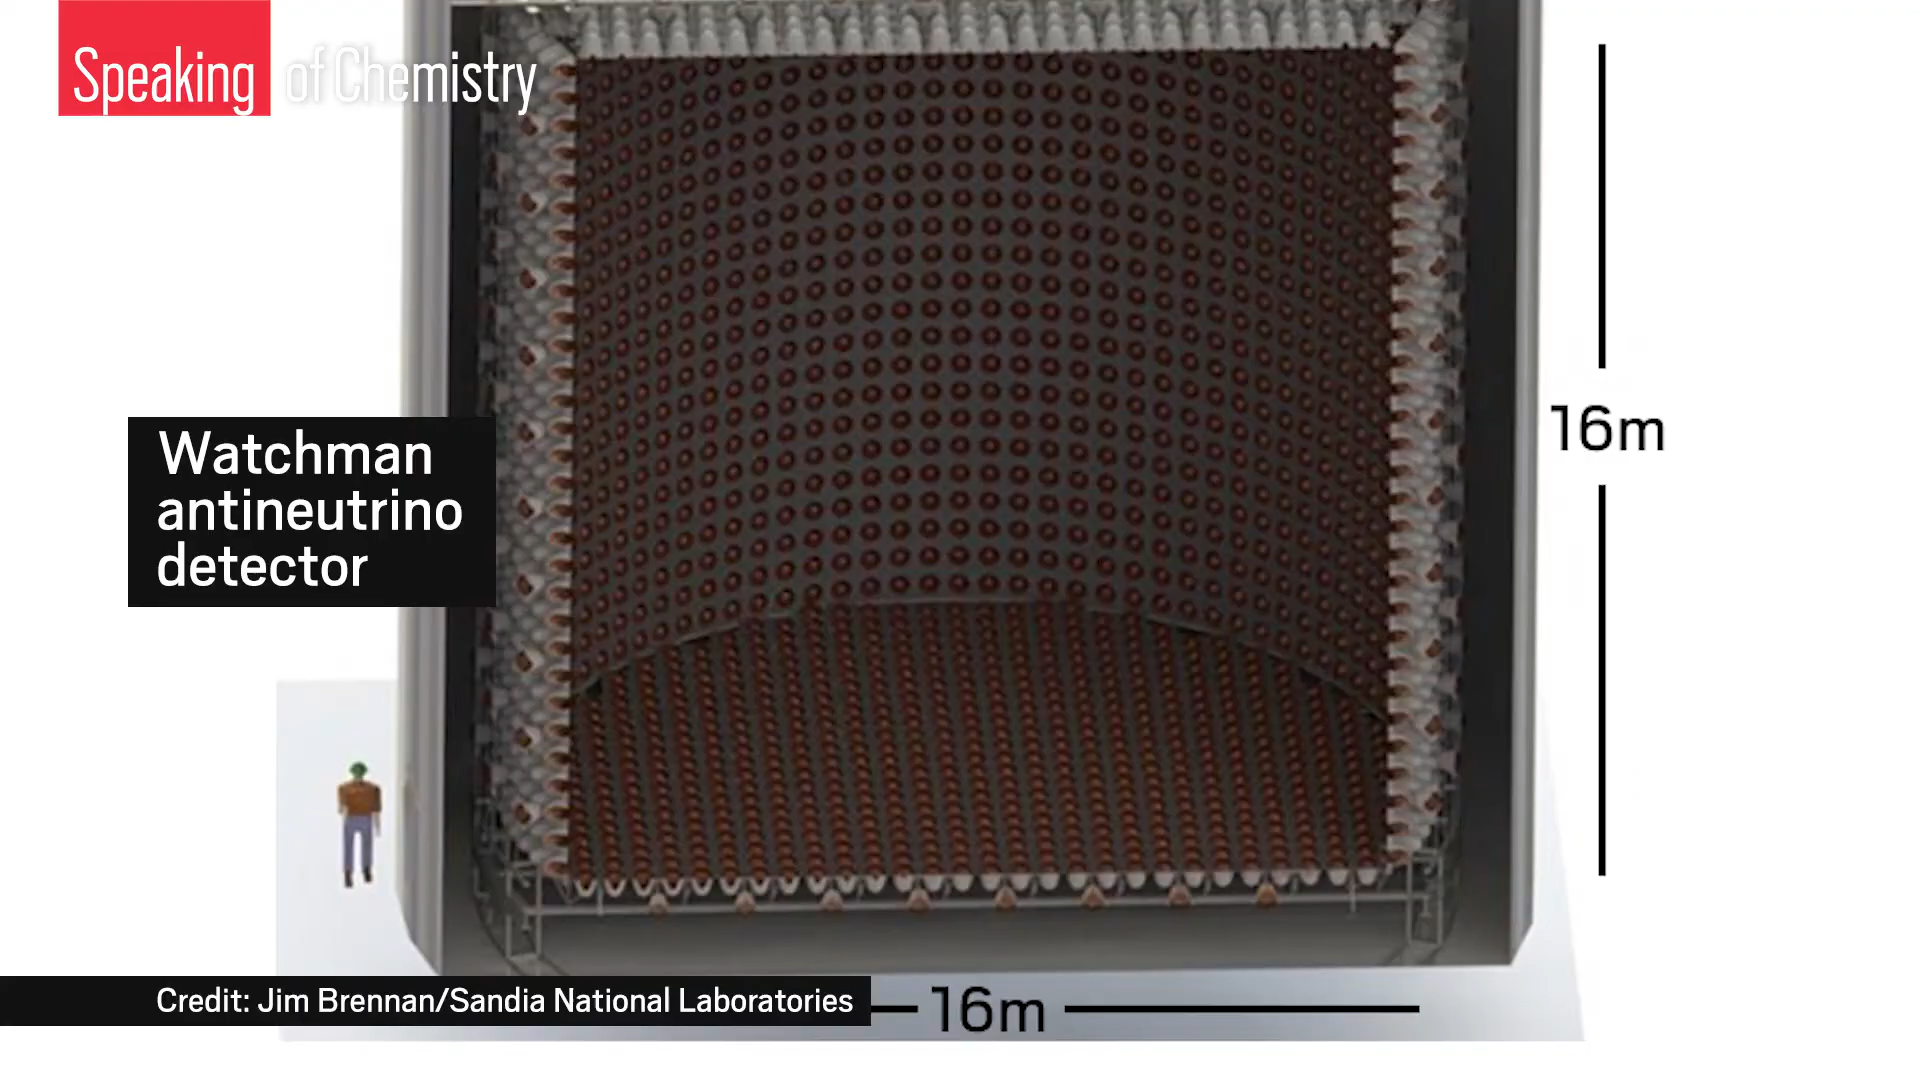 Speaking of Chemistry
16m
Watchman
antineutrino
detector
Credit: Jim Brennan/Sandia National Laboratories
16m